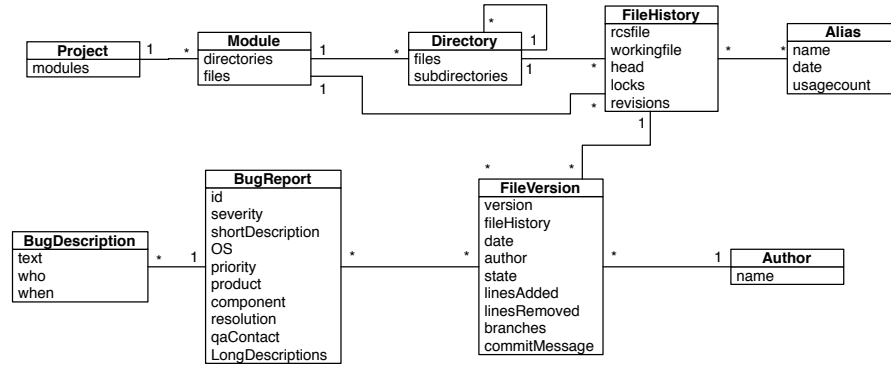 Project
modules
1
*
Module
directories
files
1
*
1
Directory
files
subdirectories
*
1
1
*
*
FileHistory
rcsfile
workingfile
head
locks
revisions
*
*
1
Alias
name
date
usagecount
BugDescription
text
who
when
*
1
BugReport
id
severity
shortDescription
OS
priority
product
component
resolution
qaContact
LongDescriptions
*
*
*
*
FileVersion
version
fileHistory
date
author
state
linesAdded
linesRemoved
branches
commitMessage
*
1
Author
name